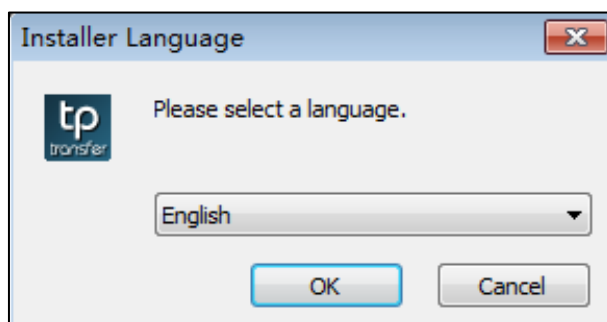 Installer Language
tp
transfer
Please select a language.
English
OK
Cancel